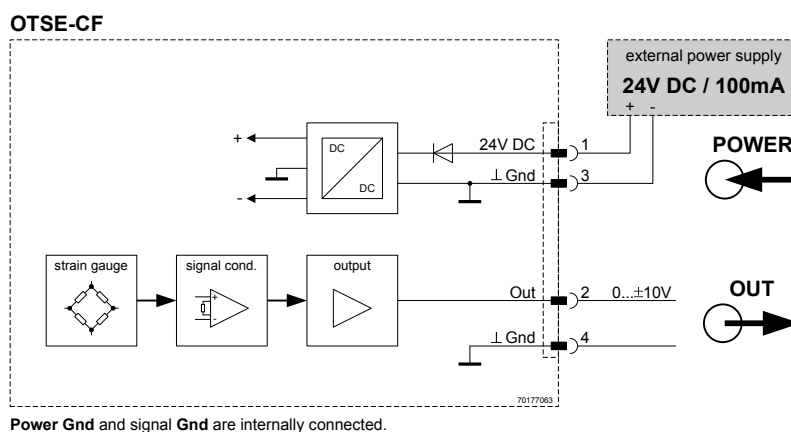 OTSE-CF
external power supply
24V DC / 100mA
+ -
POWER
+
-
DC
DC
24V DC
1
⊥ Gnd
3
strain gauge
signal cond.
output
+
-
Out
2
0...±10V
OUT
⊥ Gnd
4
70177063
Power Gnd and signal Gnd are internally connected.